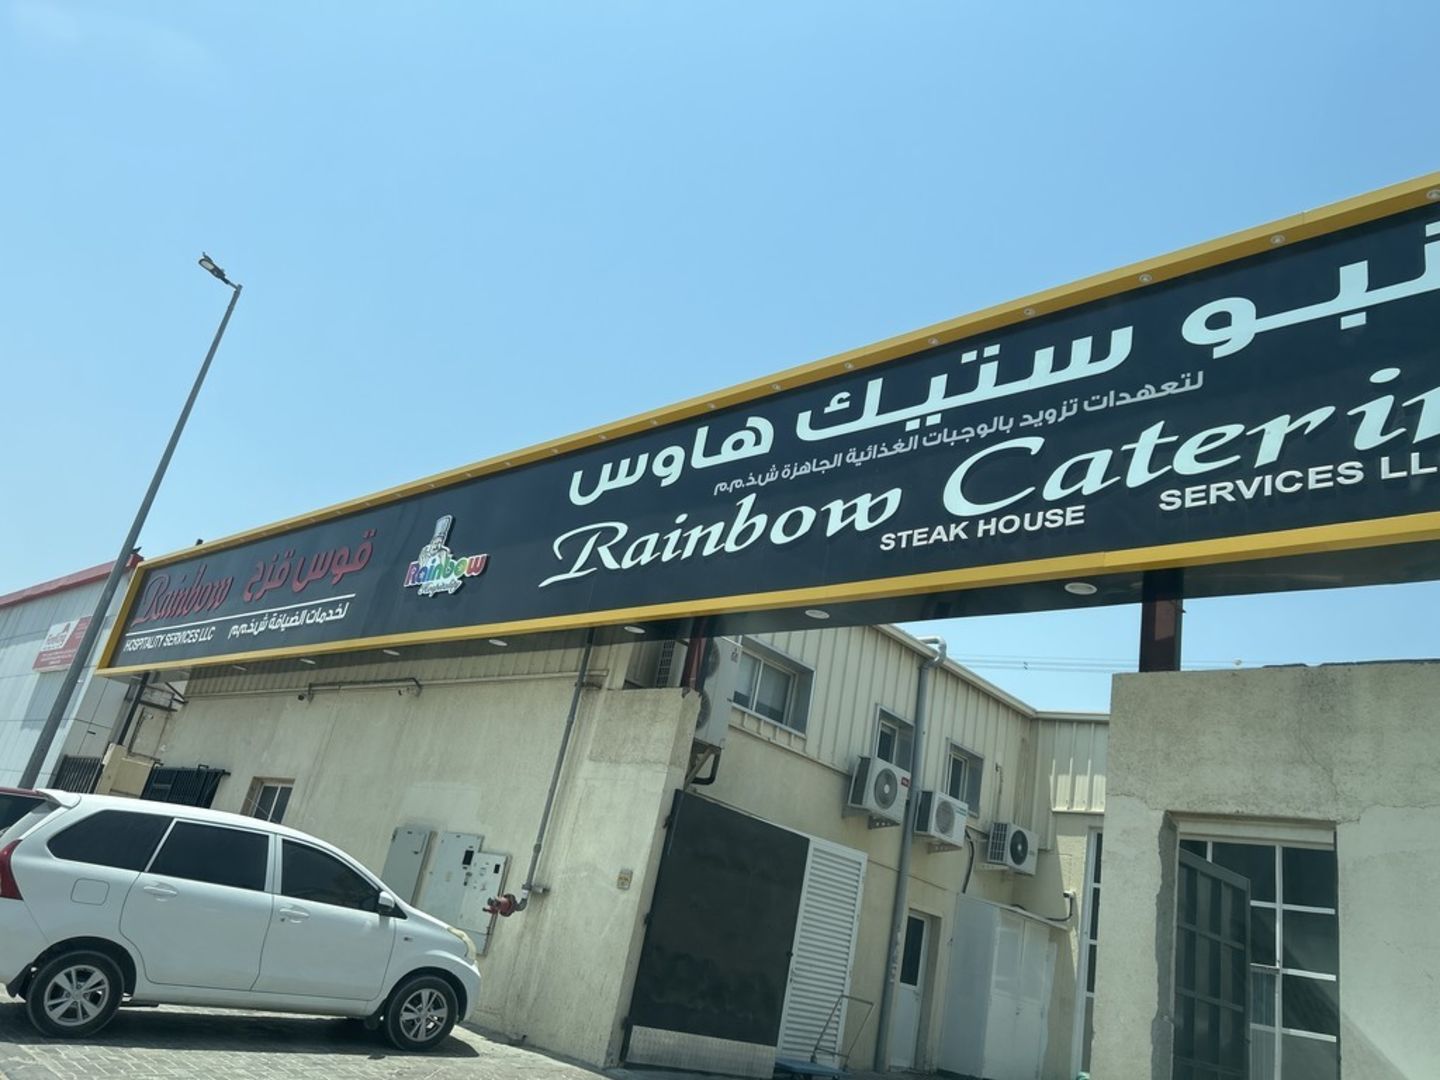 نبو ستيك هاوس
لتعهدات تزويد بالوجبات الغذائية الجاهزة ش.ذ.م.م
Rainbow Caterin
STEAK HOUSE
SERVICES LL
Rainbow قوس قزح
HOSPITALITY SERVICES LLC لخدمات الضيافة ش.ذ.م.م
Rainbow
Hospitality